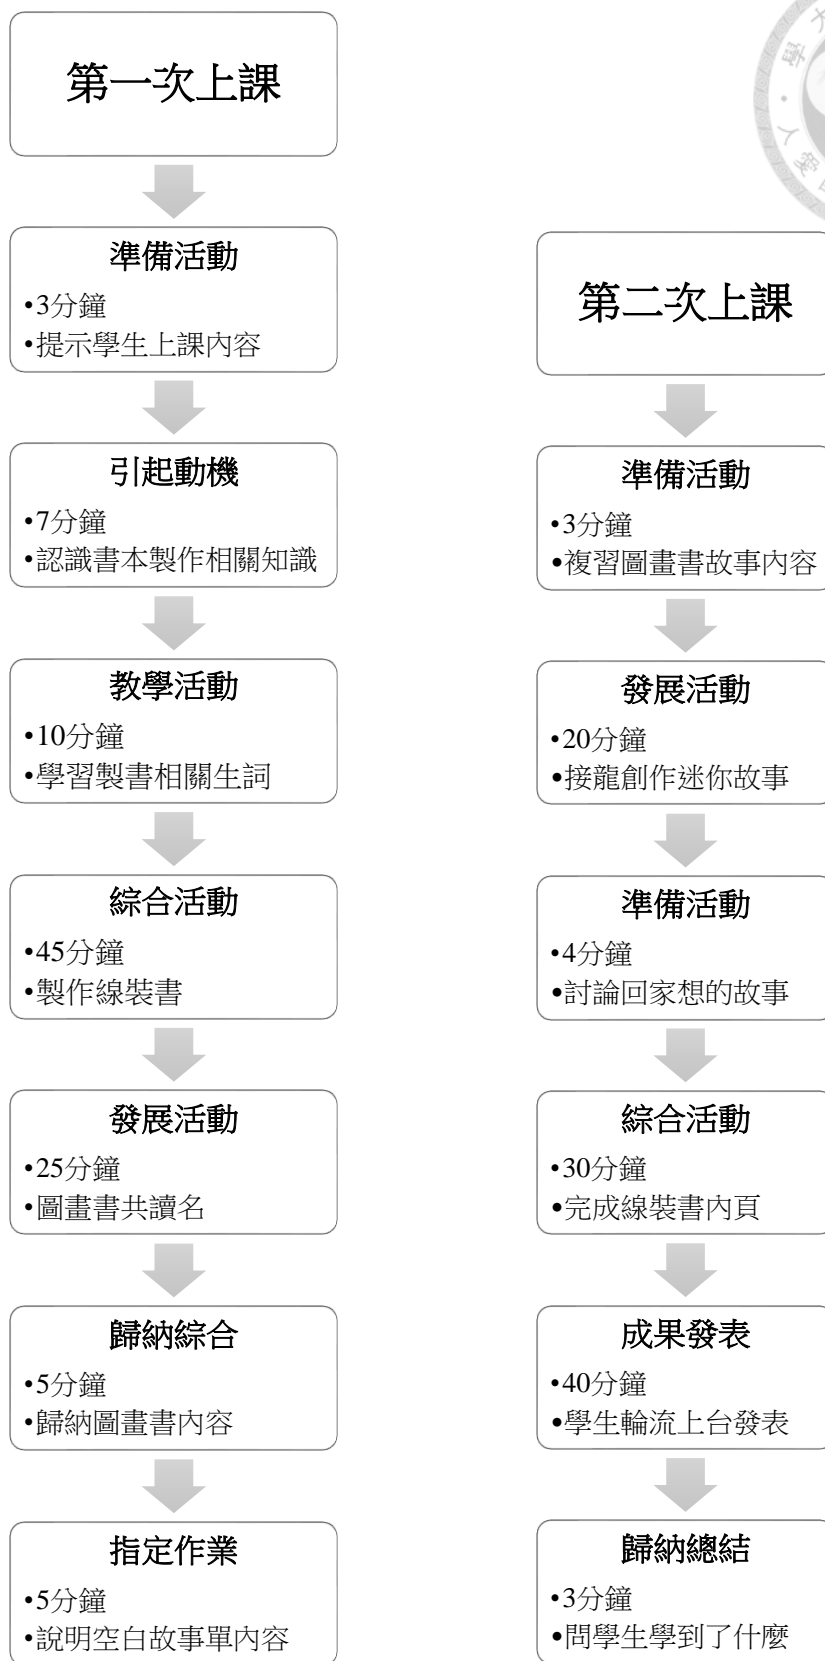 第一次上課
準備活動
•3分鐘
•提示學生上課內容
引起動機
•7分鐘
•認識書本製作相關知識
教學活動
•10分鐘
•學習製書相關生詞
綜合活動
•45分鐘
•製作線裝書
發展活動
•25分鐘
•圖畫書共讀名
歸納綜合
•5分鐘
•歸納圖畫書內容
指定作業
•5分鐘
•說明空白故事單內容
第二次上課
準備活動
•3分鐘
•複習圖畫書故事內容
發展活動
•20分鐘
•接龍創作迷你故事
準備活動
•4分鐘
•討論回家想的故事
綜合活動
•30分鐘
•完成線裝書內頁
成果發表
•40分鐘
•學生輪流上台發表
歸納總結
•3分鐘
•問學生學到了什麼